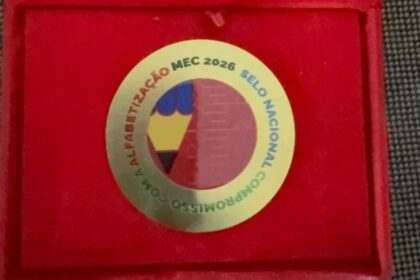 SELO NACIONAL COMPROMISSO COM A ALFABETIZAÇÃO
MEC 2026